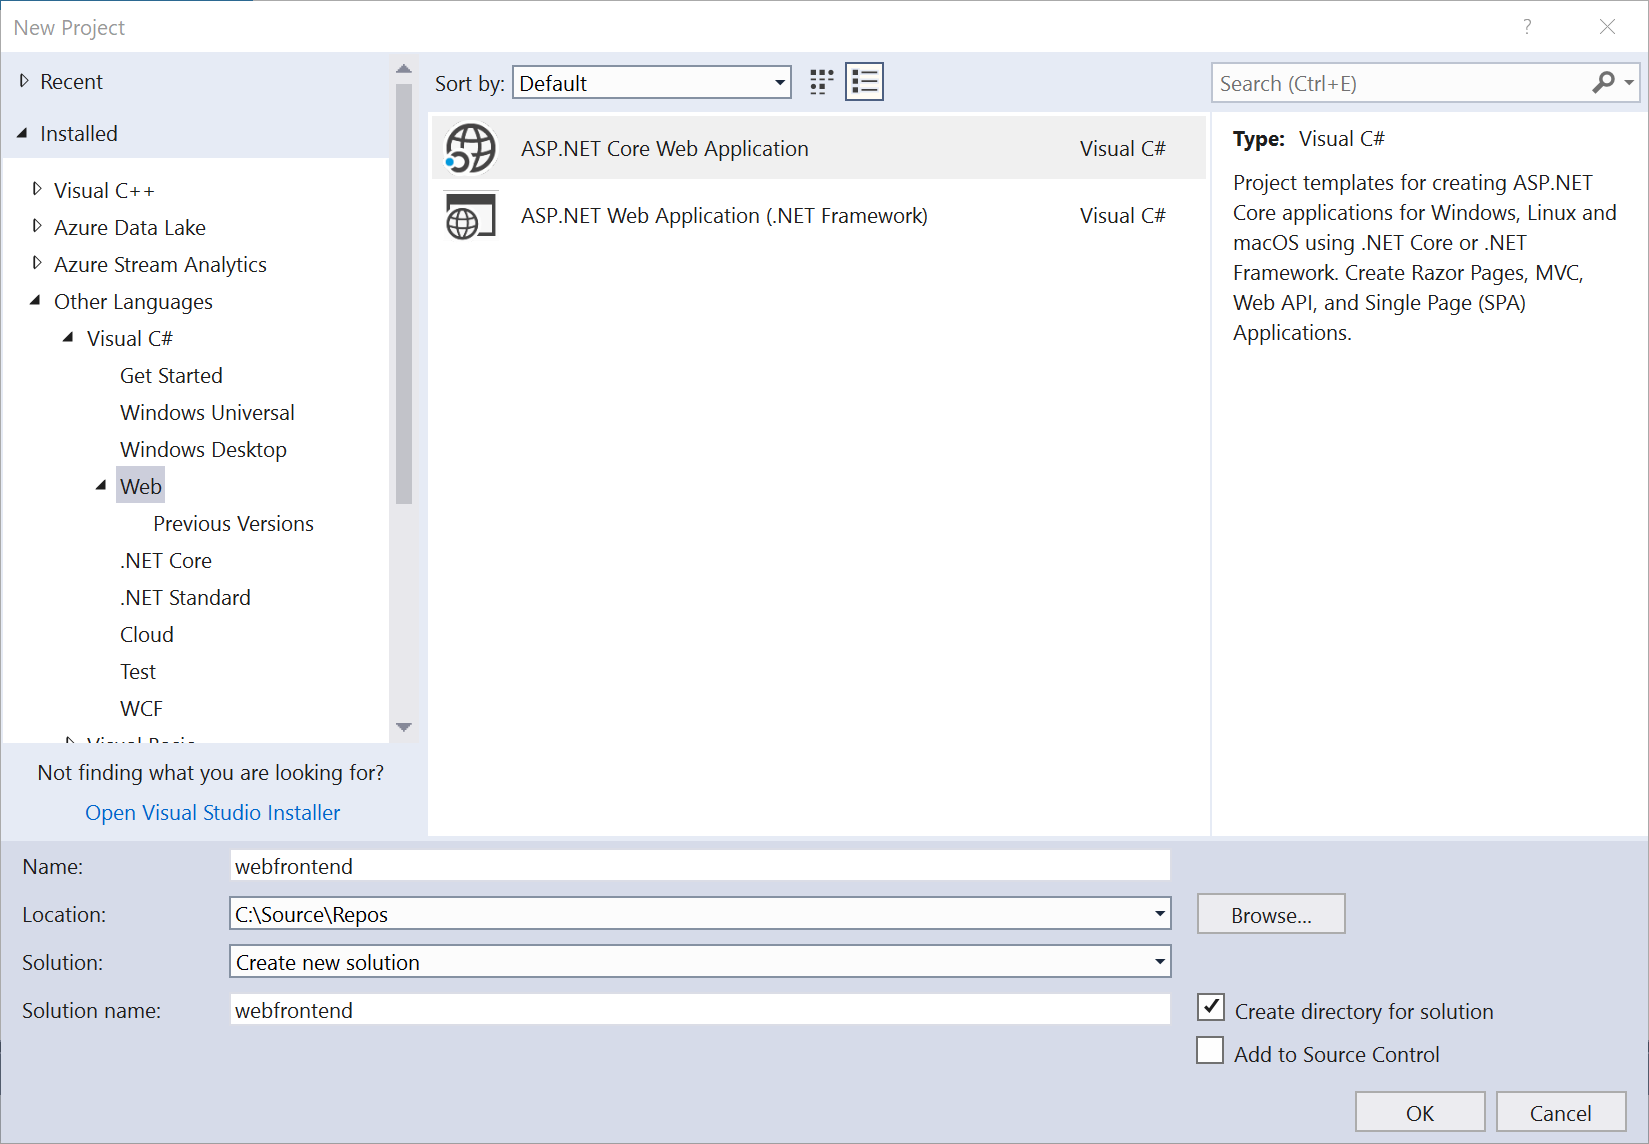 New Project
Recent
Installed
Visual C++
Azure Data Lake
Azure Stream Analytics
Other Languages
Visual C#
Get Started
Windows Universal
Windows Desktop
Web
Previous Versions
.NET Core
.NET Standard
Cloud
Test
WCF
Visual Basic
Not finding what you are looking for?
Open Visual Studio Installer
Sort by: Default
ASP.NET Core Web Application Visual C#
ASP.NET Web Application (.NET Framework) Visual C#
Search (Ctrl+E)
Type: Visual C#
Project templates for creating ASP.NET
Core applications for Windows, Linux and
macOS using .NET Core or .NET
Framework. Create Razor Pages, MVC,
Web API, and Single Page (SPA)
Applications.
Name: webfrontend
Location: C:\Source\Repos Browse...
Solution: Create new solution
Solution name: webfrontend
Create directory for solution
Add to Source Control
OK Cancel